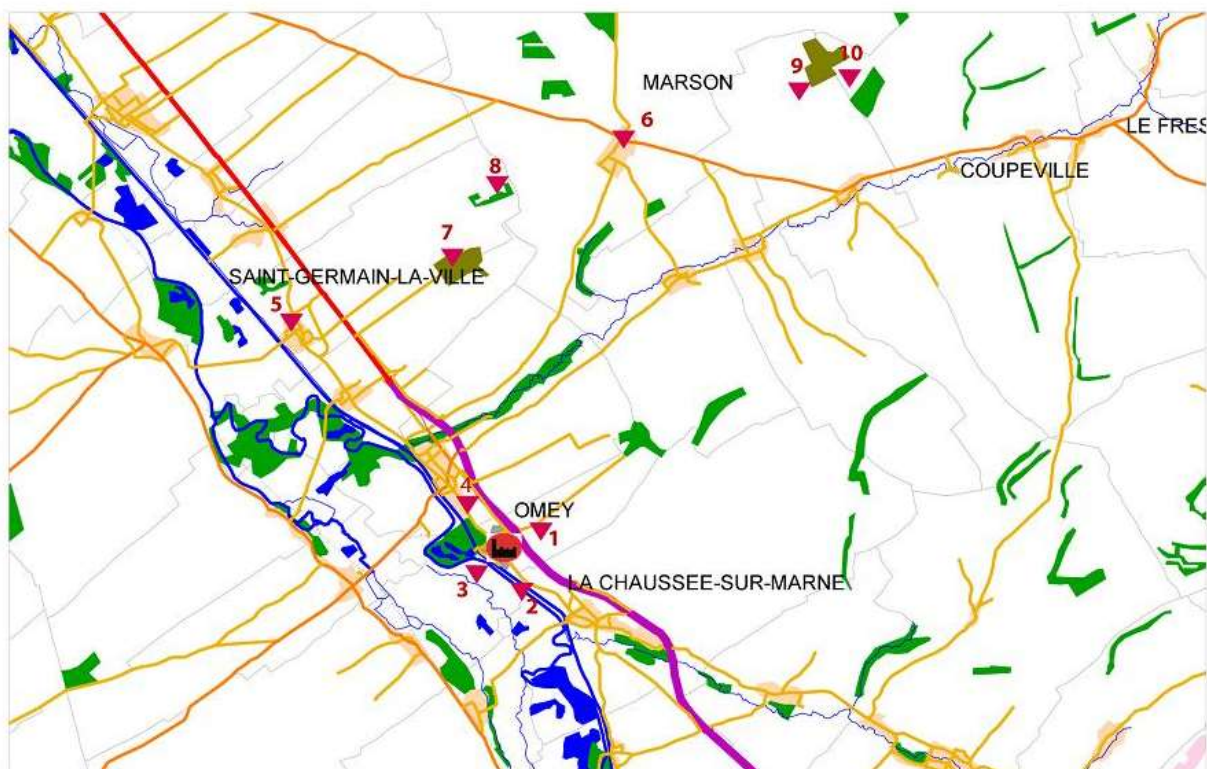 10
9
MARSON
6
LE FRES
COUPEVILLE
8
7
SAINT-GERMAIN-LA-VILLE
5
4
OMEY
1
3
LA CHAUSSEE-SUR-MARNE
2